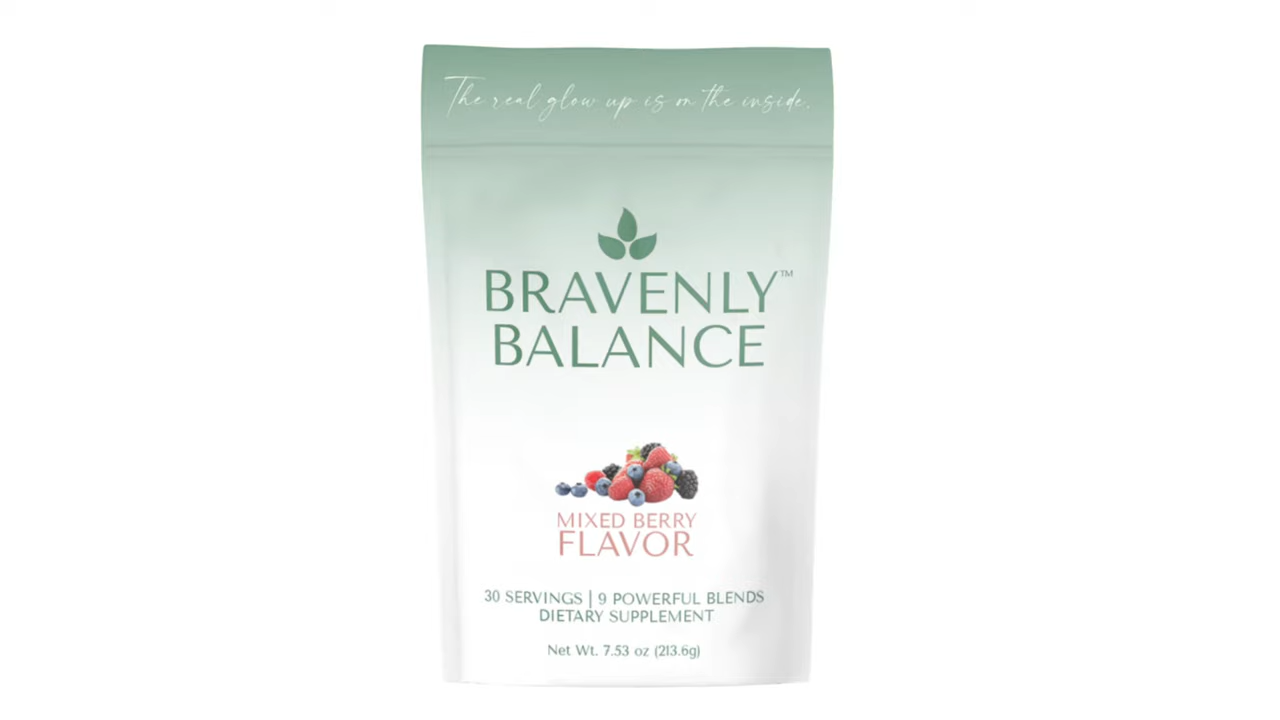 The real glow up is on the inside.
BRAVENLY™
BALANCE
MIXED BERRY
FLAVOR
30 SERVINGS | 9 POWERFUL BLENDS
DIETARY SUPPLEMENT
Net Wt. 7.53 oz (213.6g)